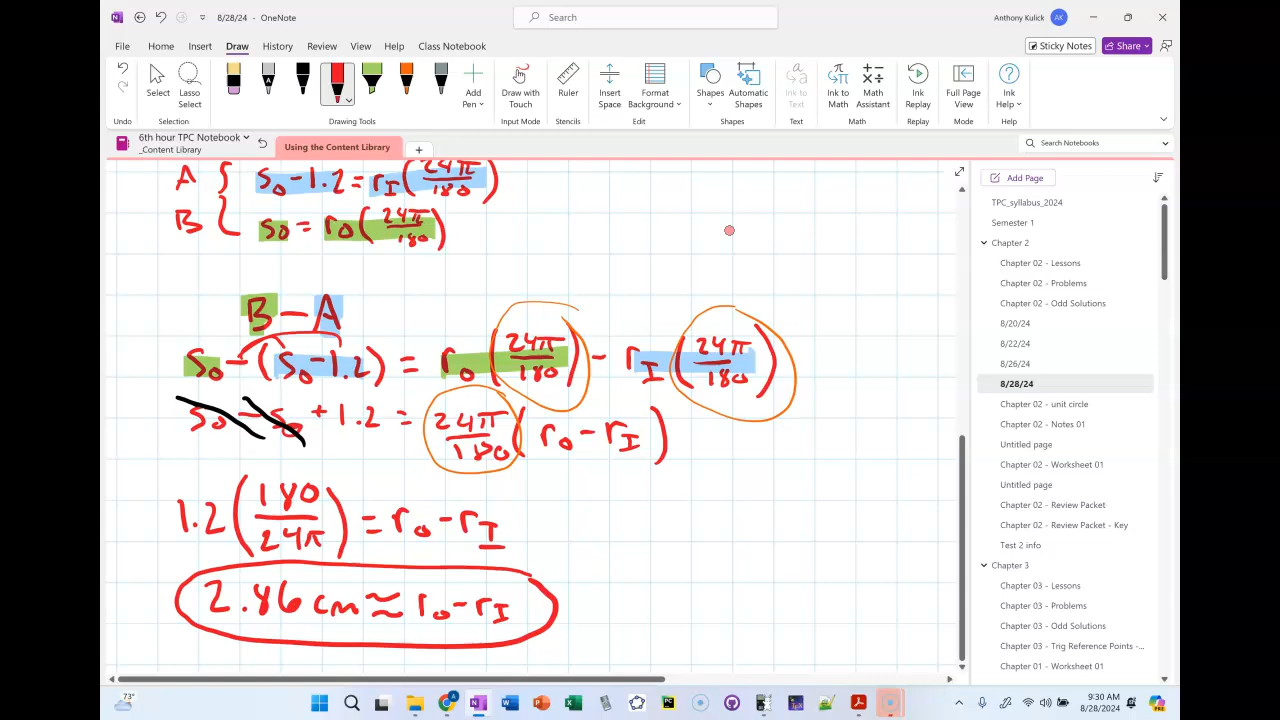 8/28/24 - OneNote
Search
Anthony Kulick
AK
File Home Insert Draw History Review View Help Class Notebook
Sticky Notes
Share
Undo
Select
Lasso Select
Add Pen
Draw with Touch
Ruler
Insert Space
Format Background
Shapes
Automatic Shapes
Ink to Text
Ink to Math
Math Assistant
Ink Replay
Full Page View
Ink Help
Undo Selection Drawing Tools Input Mode Stencils Edit Shapes Text Math Replay Mode Help
6th hour TPC Notebook
_Content Library
Using the Content Library
Search Notebooks
Add Page
A { s₀ - 1.2 = r_I (24π/180)
B { s₀ = r₀ (24π/180)
B - A
s₀ - (s₀ - 1.2) = r₀ (24π/180) - r_I (24π/180)
s₀ - s₀ + 1.2 = 24π/180 (r₀ - r_I)
1.2 (180/24π) = r₀ - r_I
2.86 cm ≈ r₀ - r_I
TPC_syllabus_2024
Semester 1
Chapter 2
Chapter 02 - Lessons
Chapter 02 - Problems
Chapter 02 - Odd Solutions
8/20/24
8/22/24
8/26/24
8/28/24
Chapter 02 - unit circle
Chapter 02 - Notes 01
Untitled page
Chapter 02 - Worksheet 01
Untitled page
Chapter 02 - Review Packet
Chapter 02 - Review Packet - Key
Test 2 info
Chapter 3
Chapter 03 - Lessons
Chapter 03 - Problems
Chapter 03 - Odd Solutions
Chapter 03 - Trig Reference Points -...
Chapter 01 - Worksheet 01
73°
9:30 AM
8/28/2024